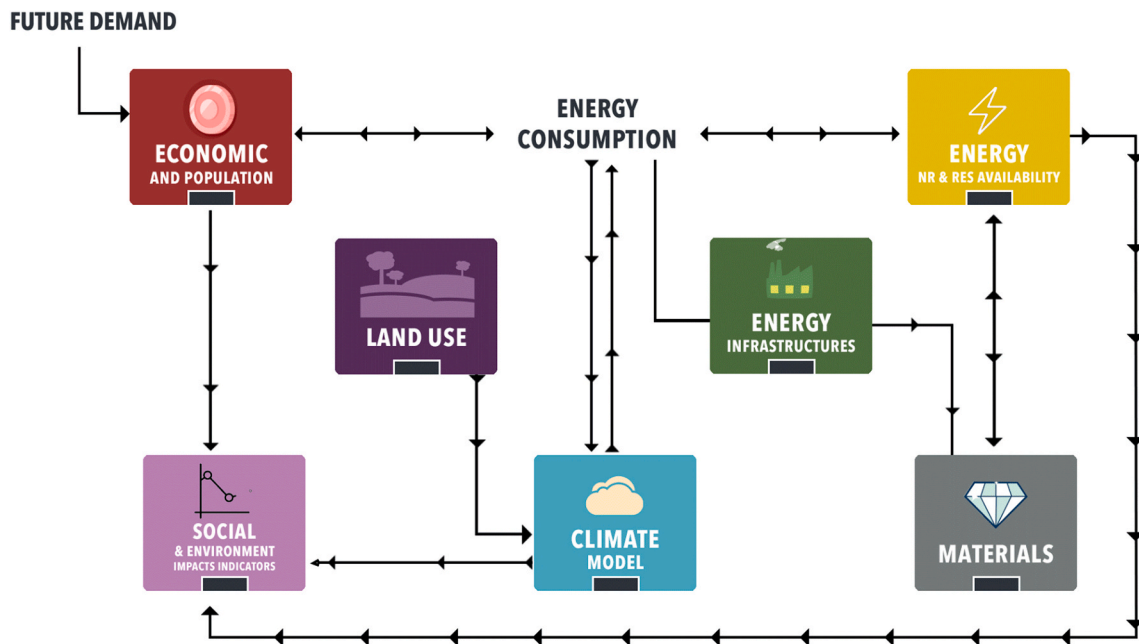 FUTURE DEMAND
ECONOMIC
AND POPULATION
ENERGY
CONSUMPTION
ENERGY
NR & RES AVAILABILITY
LAND USE
ENERGY
INFRASTRUCTURES
SOCIAL
& ENVIRONMENT
IMPACTS INDICATORS
CLIMATE
MODEL
MATERIALS